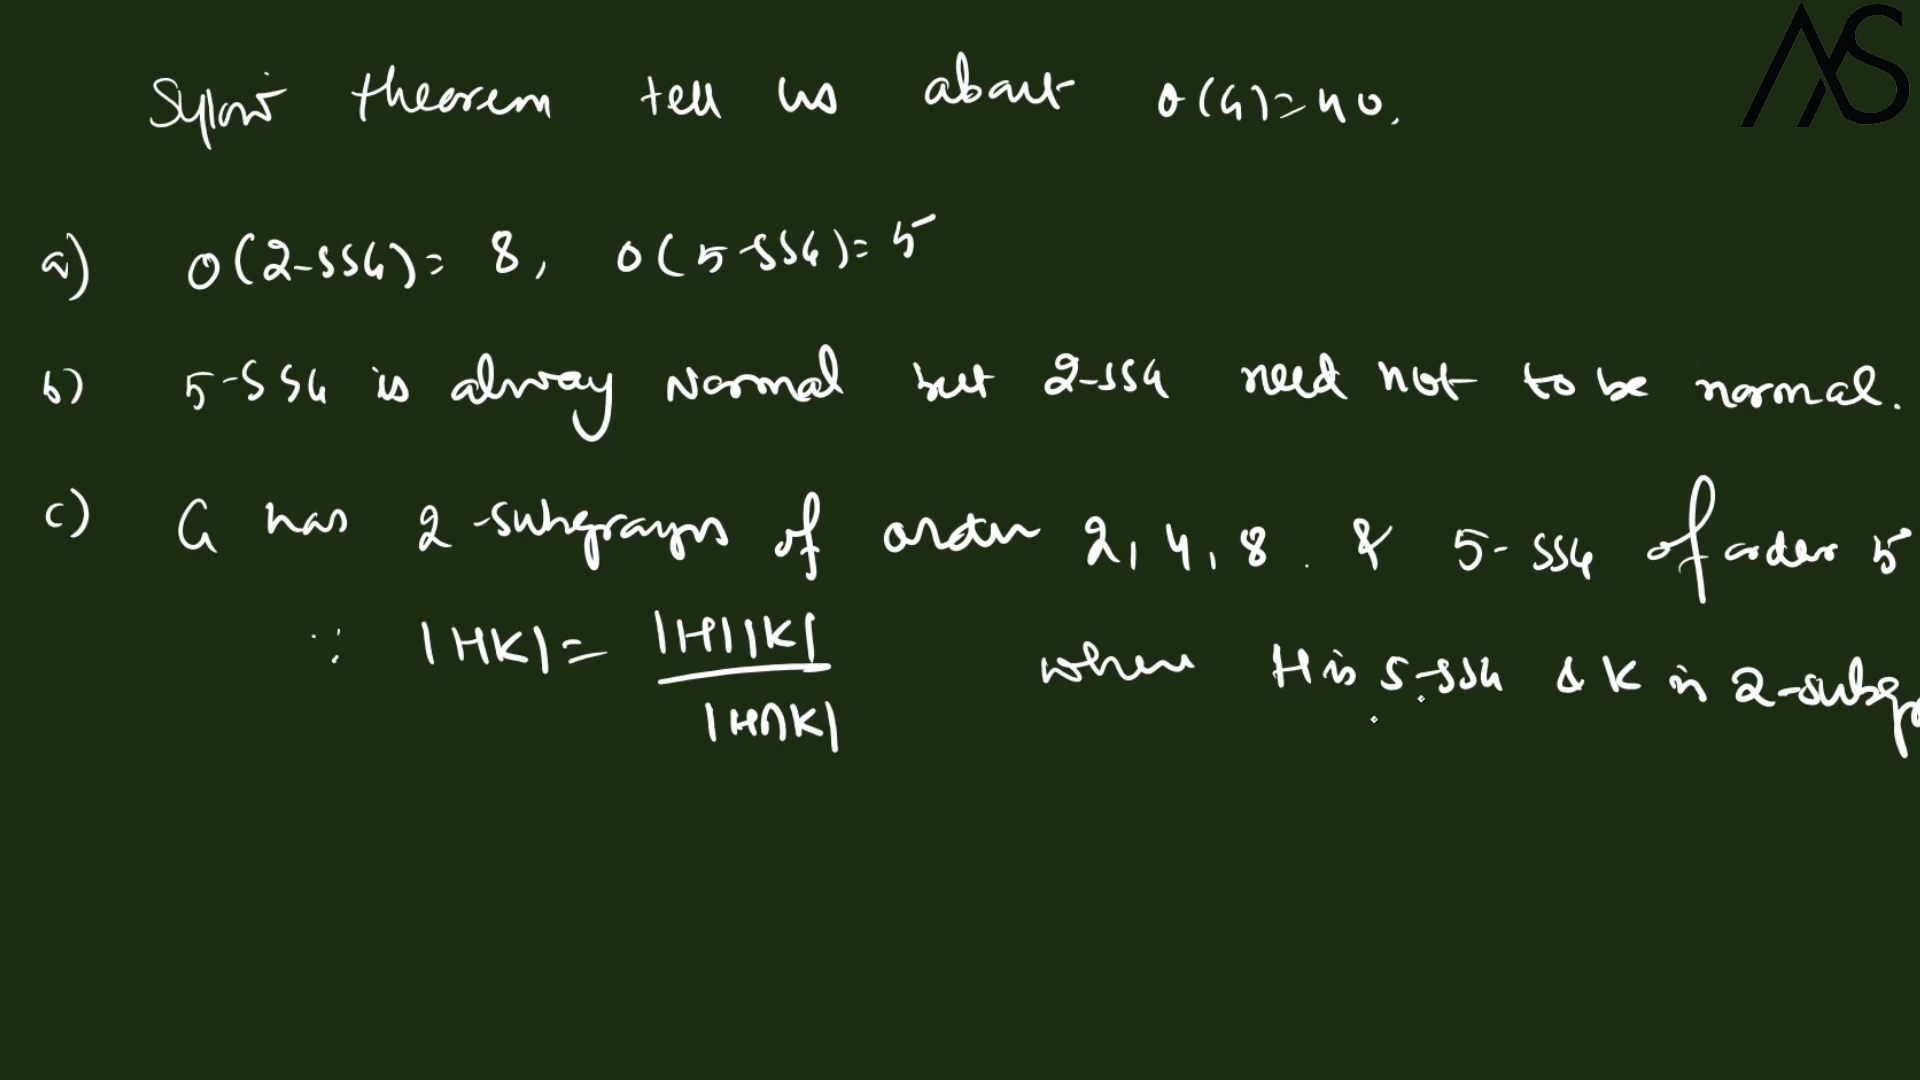 AS
Sylow theorem tell us about o(G)=40.
a) o(2-SSG)= 8, o(5-SSG)= 5
b) 5-SSG is alway Normal but 2-SSG need not to be normal.
c) G has 2-subgroups of order 2, 4, 8. & 5-SSG of order 5
∵ |HK|= |H||K| / |H∩K| where H is 5-SSG & K is 2-subgp